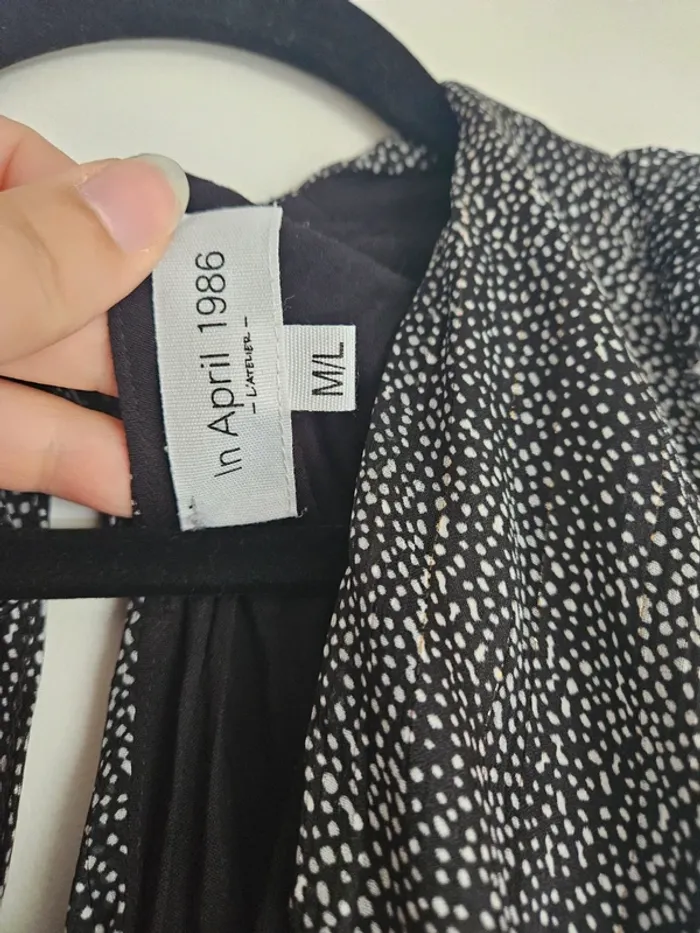 In April 1986
– L'ATELIER –
M/L